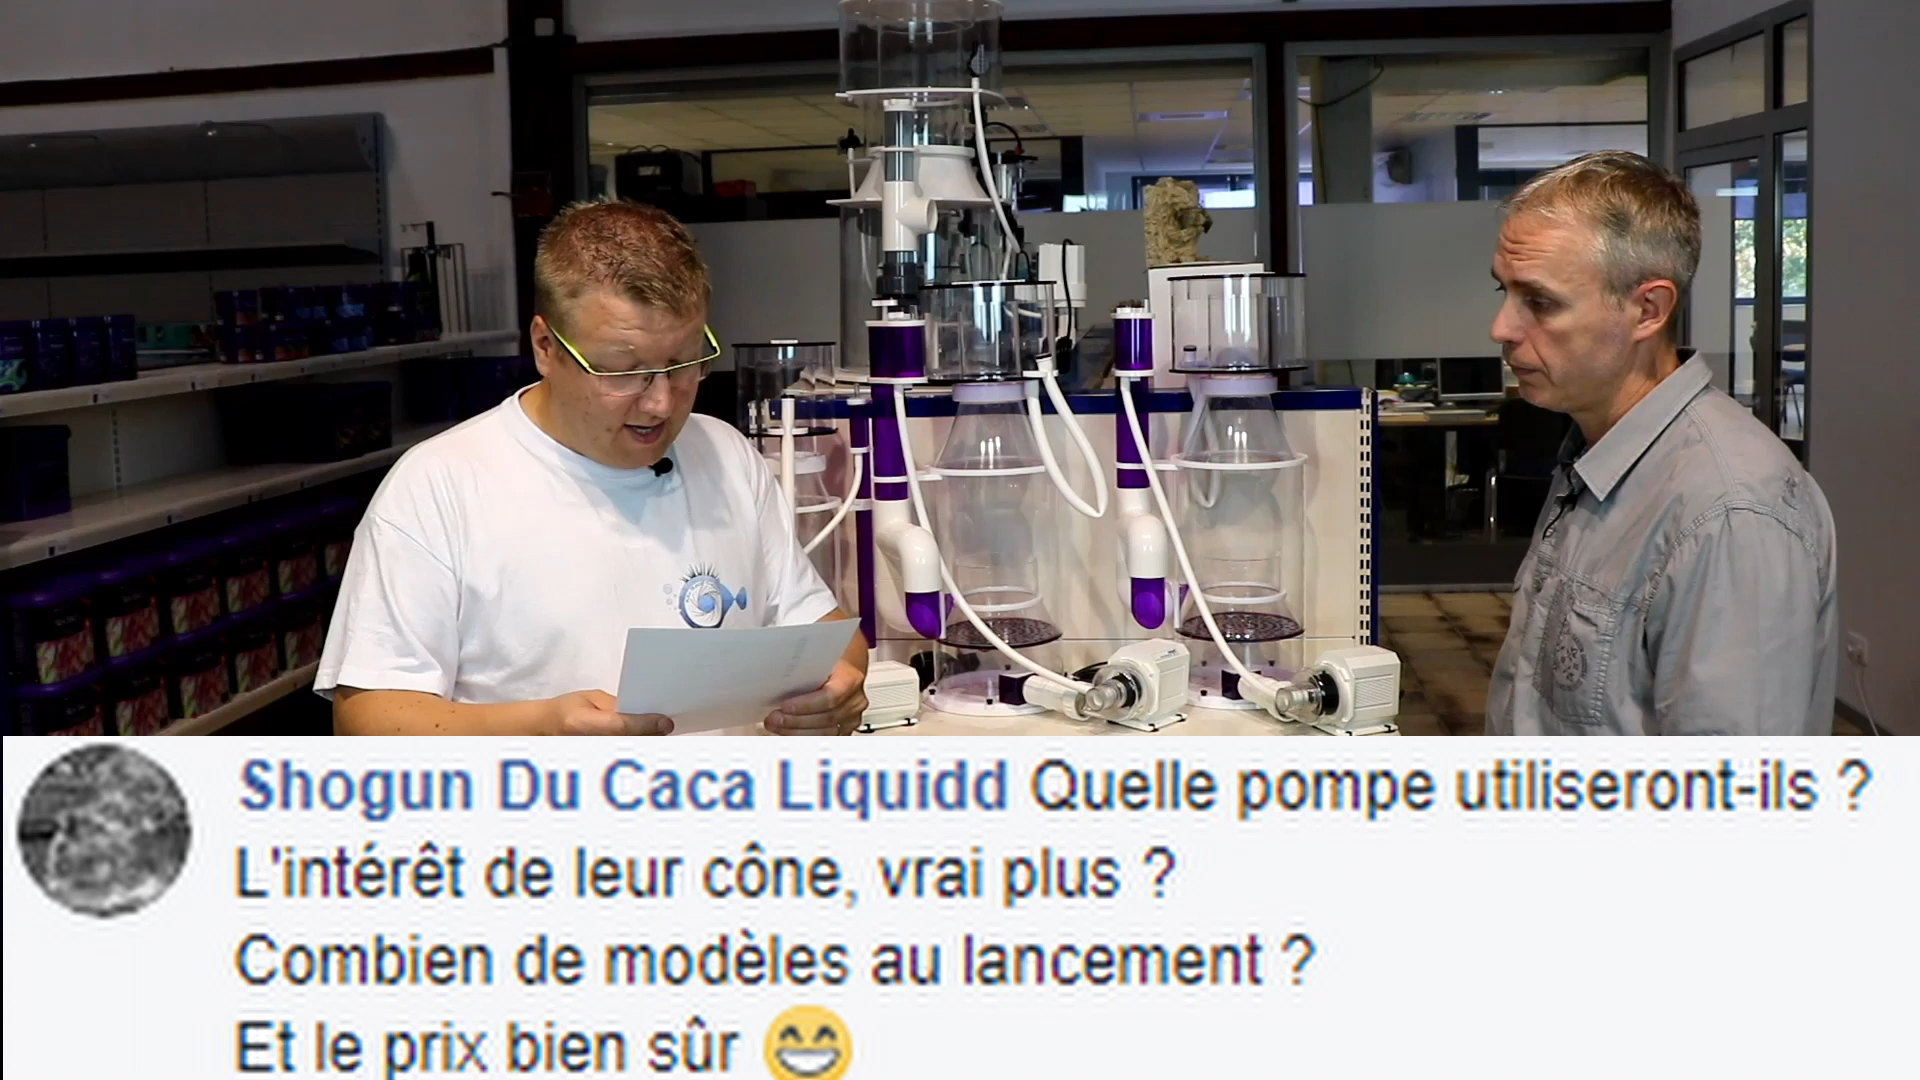 Shogun Du Caca Liquidd Quelle pompe utiliseront-ils ?
L'intérêt de leur cône, vrai plus ?
Combien de modèles au lancement ?
Et le prix bien sûr 😁